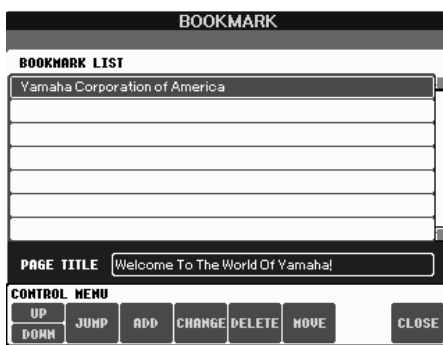 BOOKMARK
BOOKMARK LIST
Yamaha Corporation of America
PAGE TITLE Welcome To The World Of Yamaha!
CONTROL MENU
UP
DOWN
JUMP ADD CHANGE DELETE MOVE CLOSE